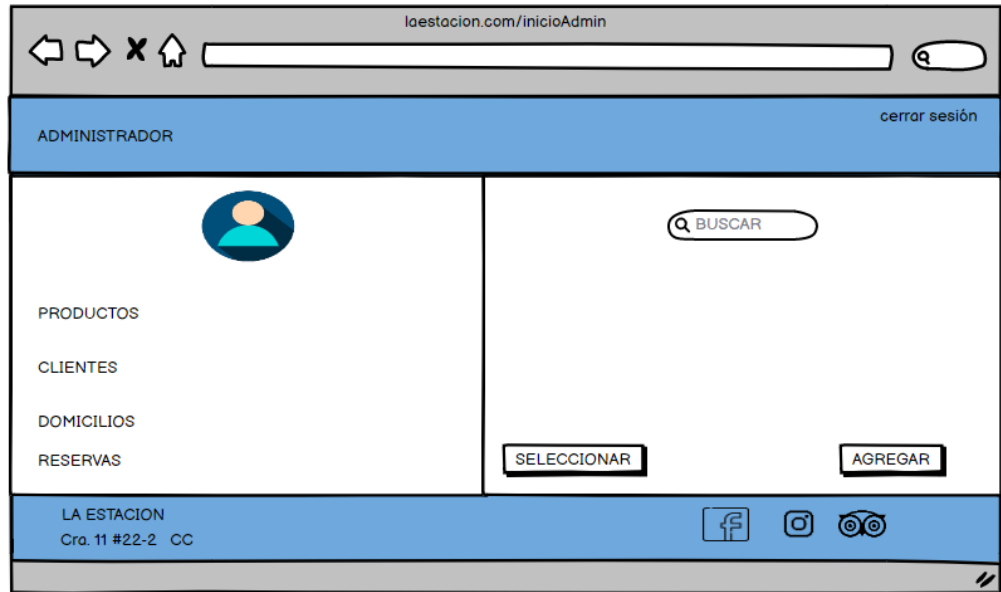 laestacion.com/inicioAdmin
cerrar sesión
ADMINISTRADOR
BUSCAR
PRODUCTOS
CLIENTES
DOMICILIOS
RESERVAS
SELECCIONAR
AGREGAR
LA ESTACION
Cra. 11 #22-2 CC